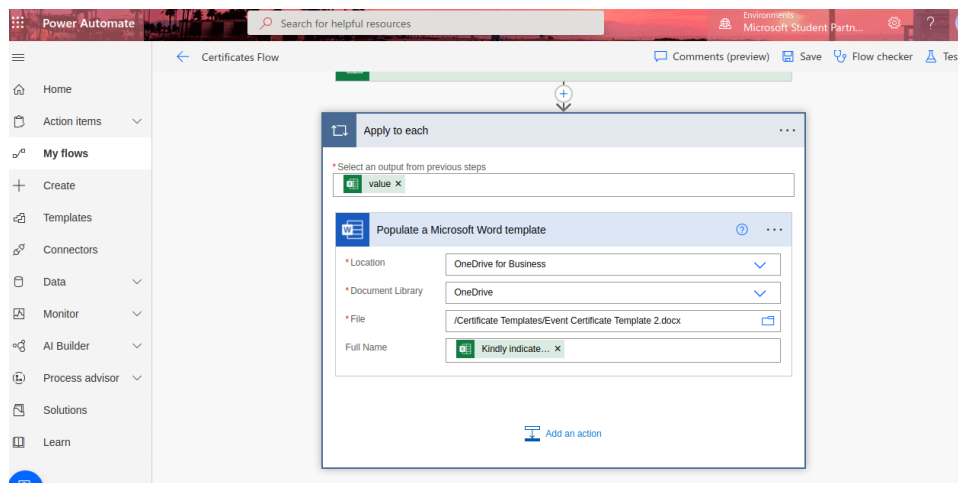 Power Automate
Search for helpful resources
Environments
Microsoft Student Partn...
?
Certificates Flow
Comments (preview)
Save
Flow checker
Tes
Home
Action items
My flows
Create
Templates
Connectors
Data
Monitor
AI Builder
Process advisor
Solutions
Learn
Apply to each
...
* Select an output from previous steps
value ×
Populate a Microsoft Word template
? ...
* Location
OneDrive for Business
* Document Library
OneDrive
* File
/Certificate Templates/Event Certificate Template 2.docx
Full Name
Kindly indicate... ×
Add an action